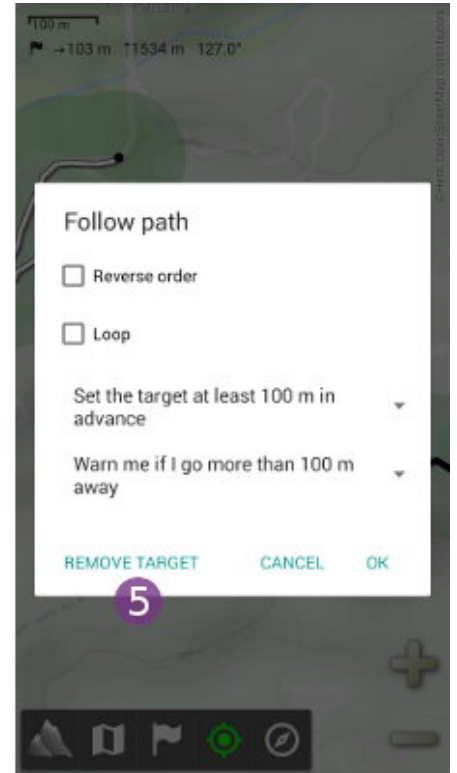 100 m
→103 m ↑1534 m 127.0°
Follow path
Reverse order
Loop
Set the target at least 100 m in
advance
Warn me if I go more than 100 m
away
REMOVE TARGET CANCEL OK
5